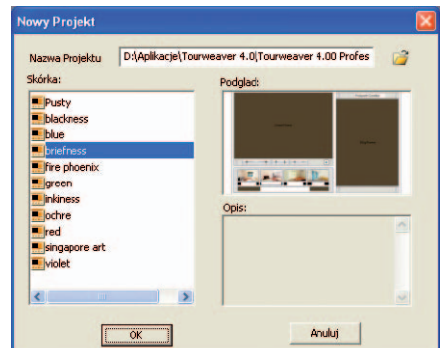 Nowy Projekt
Nazwa Projektu
D:\Aplikacje\Tourweaver 4.0\Tourweaver 4.00 Profes
Skórka:
Podgląd:
Pusty
blackness
blue
briefness
fire phoenix
green
inkiness
ochre
red
singapore art
violet
Opis:
OK
Anuluj